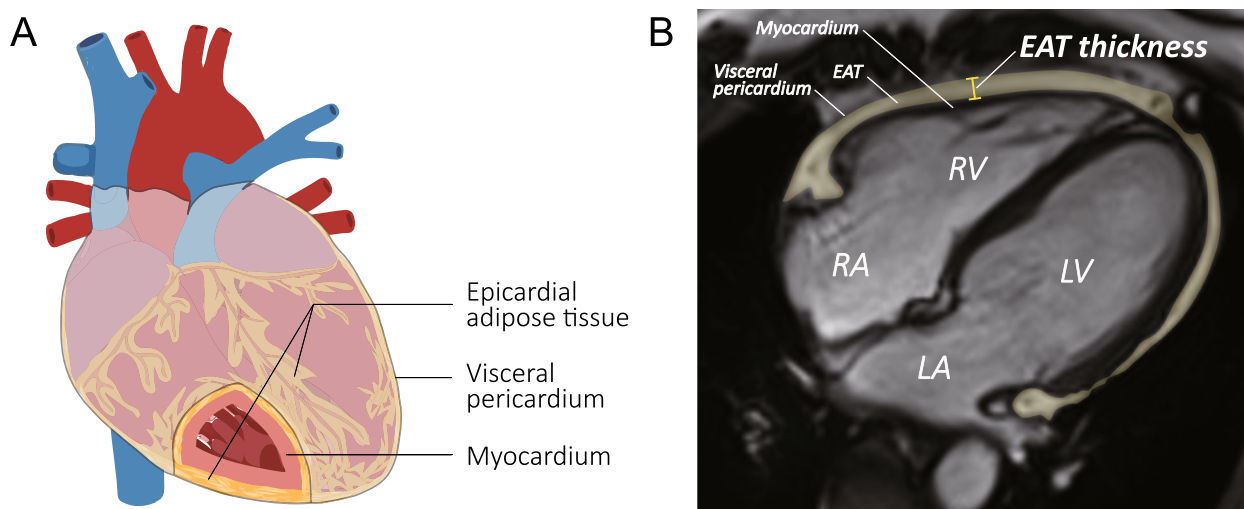 A
Epicardial
adipose tissue
Visceral
pericardium
Myocardium
B
Myocardium
EAT thickness
Visceral
pericardium
EAT
RV
RA
LV
LA